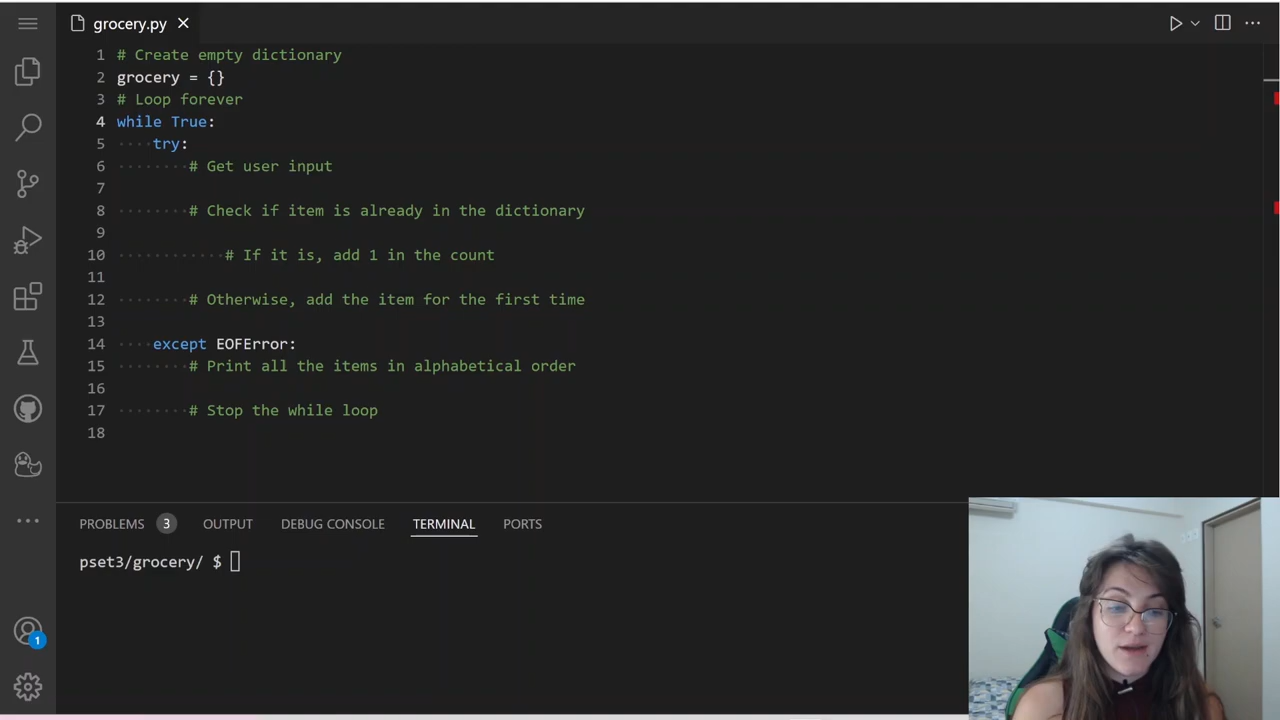 grocery.py
1 # Create empty dictionary
2 grocery = {}
3 # Loop forever
4 while True:
5 try:
6 # Get user input
7
8 # Check if item is already in the dictionary
9
10 # If it is, add 1 in the count
11
12 # Otherwise, add the item for the first time
13
14 except EOFError:
15 # Print all the items in alphabetical order
16
17 # Stop the while loop
18
PROBLEMS 3 OUTPUT DEBUG CONSOLE TERMINAL PORTS
pset3/grocery/ $
1